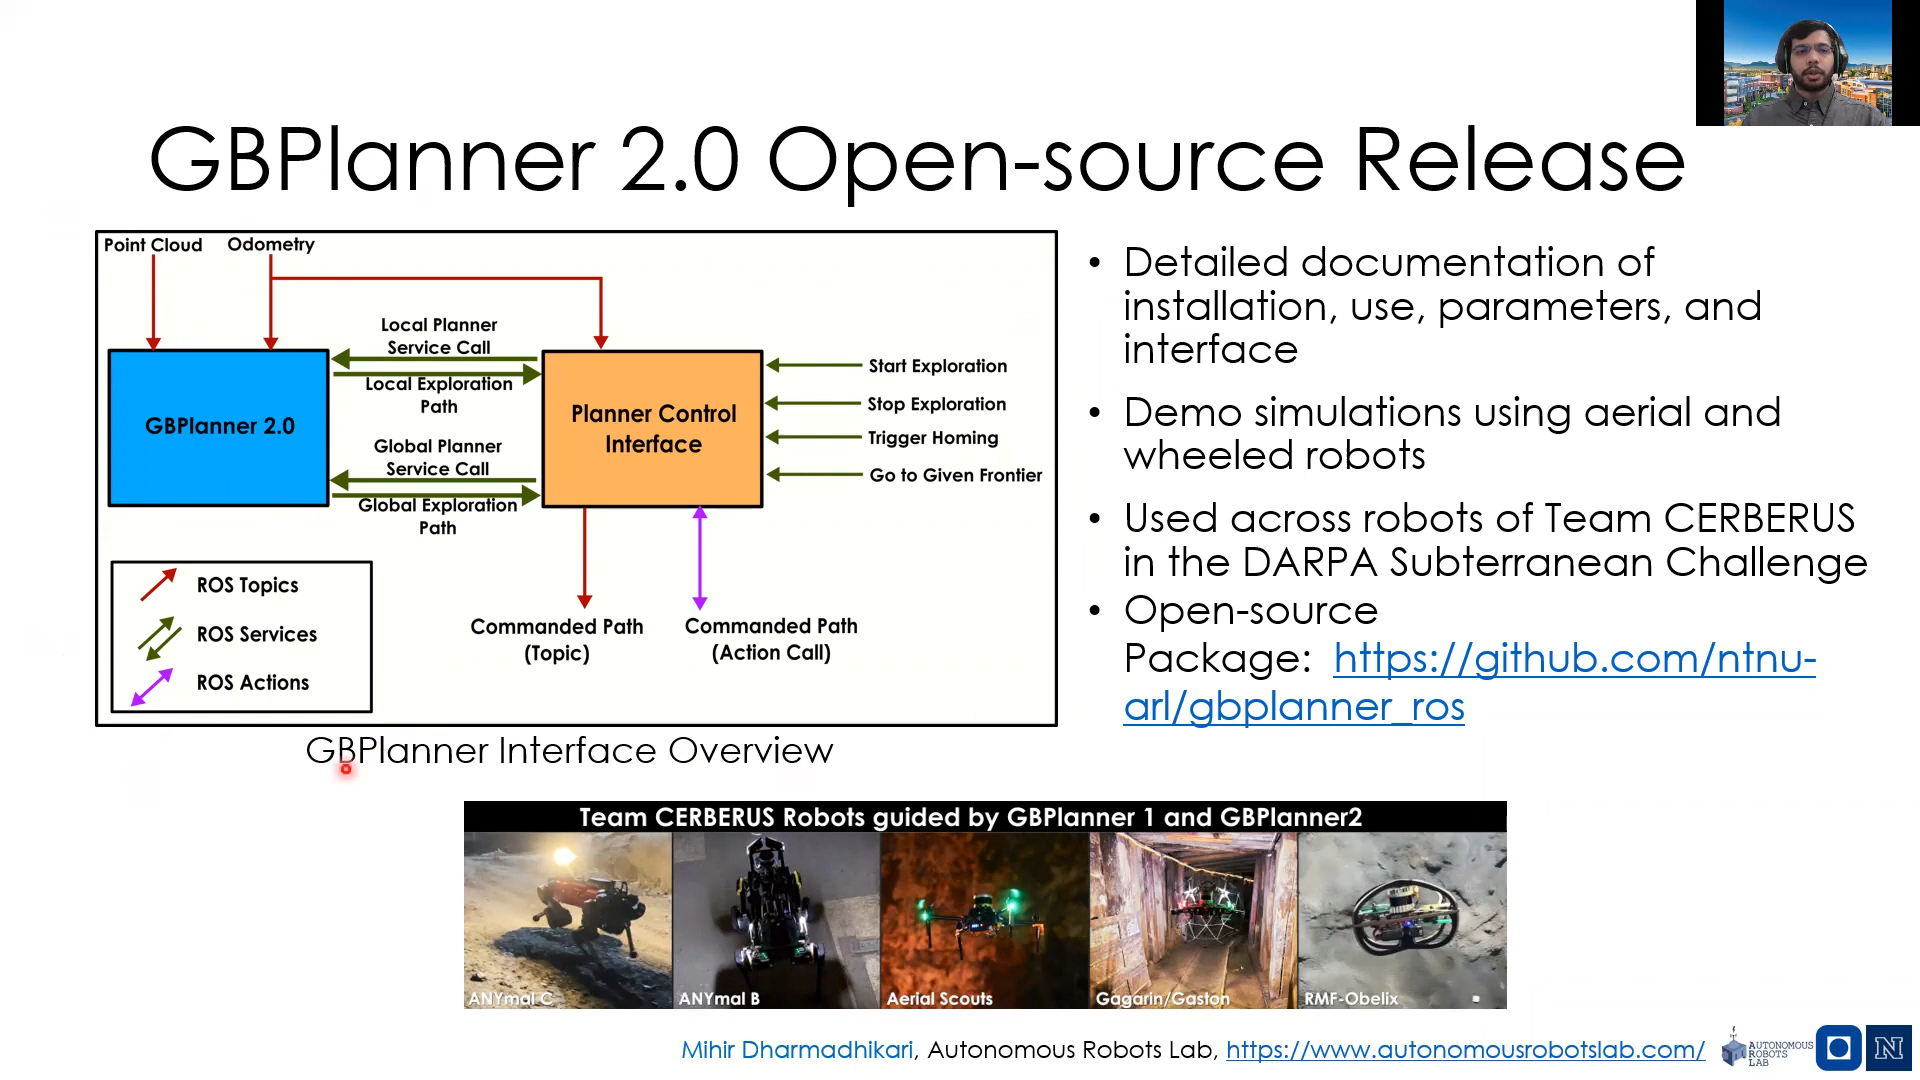 GBPlanner 2.0 Open-source Release
Point Cloud
Odometry
Local Planner
Service Call
Local Exploration
Path
GBPlanner 2.0
Global Planner
Service Call
Global Exploration
Path
Planner Control
Interface
Start Exploration
Stop Exploration
Trigger Homing
Go to Given Frontier
ROS Topics
ROS Services
ROS Actions
Commanded Path
(Topic)
Commanded Path
(Action Call)
GBPlanner Interface Overview
• Detailed documentation of
installation, use, parameters, and
interface
• Demo simulations using aerial and
wheeled robots
• Used across robots of Team CERBERUS
in the DARPA Subterranean Challenge
• Open-source
Package: https://github.com/ntnu-
arl/gbplanner_ros
Team CERBERUS Robots guided by GBPlanner 1 and GBPlanner2
ANYmal C
ANYmal B
Aerial Scouts
Gagarin/Gaston
RMF-Obelix
Mihir Dharmadhikari, Autonomous Robots Lab, https://www.autonomousrobotslab.com/
AUTONOMOUS
ROBOTS
LAB
N